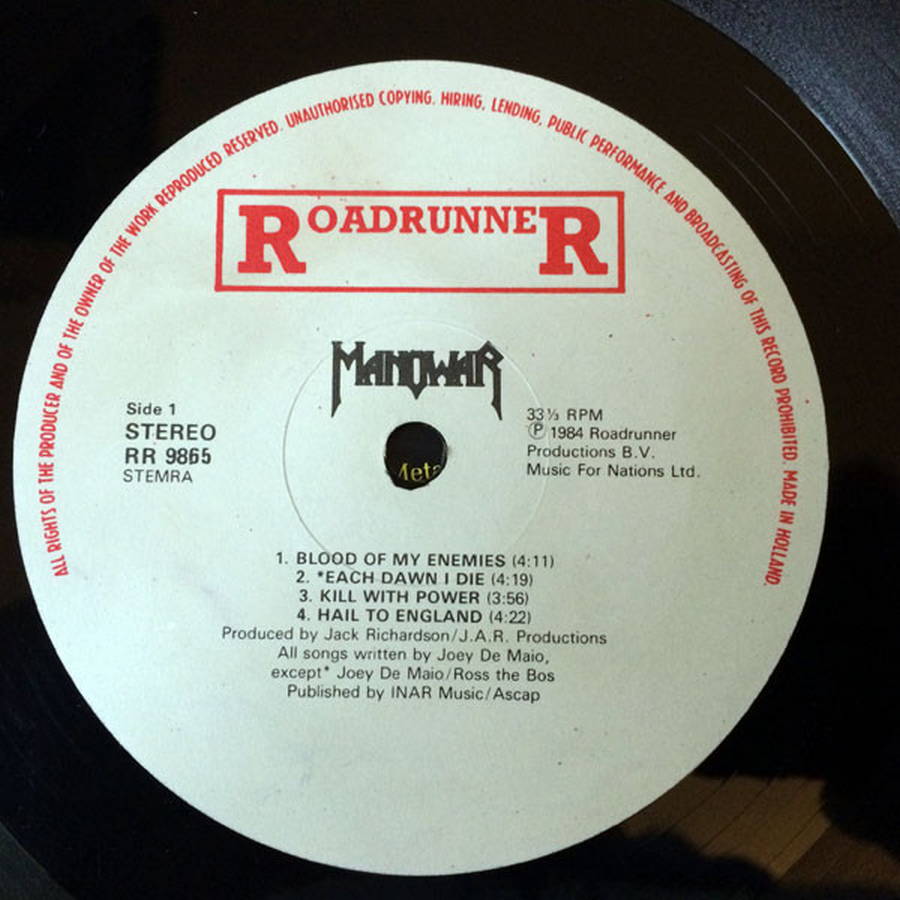 ALL RIGHTS OF THE PRODUCER AND OF THE OWNER OF THE WORK REPRODUCED RESERVED. UNAUTHORISED COPYING, HIRING, LENDING, PUBLIC PERFORMANCE AND BROADCASTING OF THIS RECORD PROHIBITED. MADE IN HOLLAND.
ROADRUNNER
MANOWAR
Side 1
STEREO
RR 9865
STEMRA
33⅓ RPM
Ⓟ 1984 Roadrunner
Productions B.V.
Music For Nations Ltd.
Meta
1. BLOOD OF MY ENEMIES (4:11)
2. *EACH DAWN I DIE (4:19)
3. KILL WITH POWER (3:56)
4. HAIL TO ENGLAND (4:22)
Produced by Jack Richardson/J.A.R. Productions
All songs written by Joey De Maio,
except* Joey De Maio/Ross the Bos
Published by INAR Music/Ascap